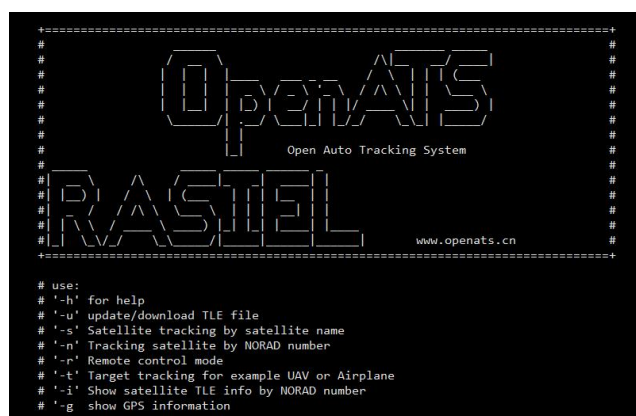 OpenATS
Open Auto Tracking System
RASTEL
www.openats.cn
# use:
# '-h' for help
# '-u' update/download TLE file
# '-s' Satellite tracking by satellite name
# '-n' Tracking satellite by NORAD number
# '-r' Remote control mode
# '-t' Target tracking for example UAV or Airplane
# '-i' Show satellite TLE info by NORAD number
# '-g  show GPS information